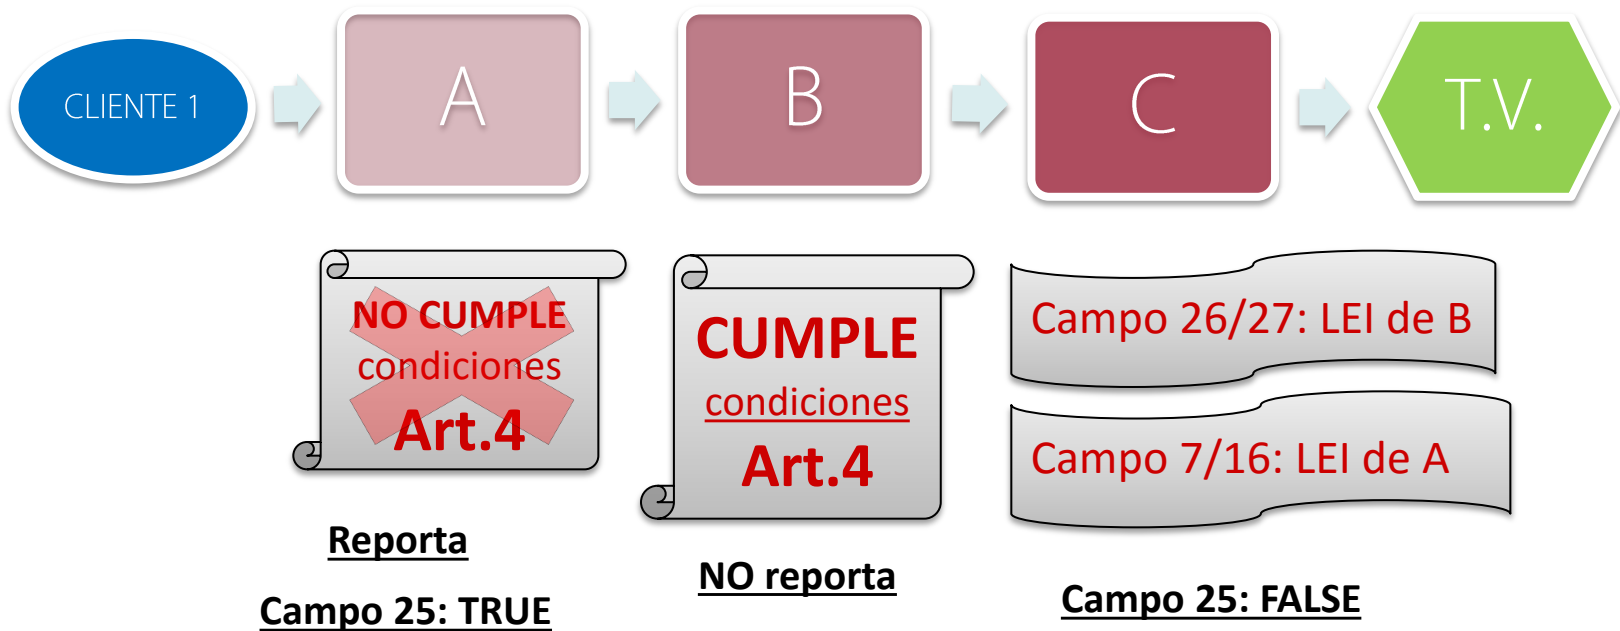 CLIENTE 1
A
B
C
T.V.
NO CUMPLE
condiciones
Art.4
CUMPLE
condiciones
Art.4
Campo 26/27: LEI de B
Campo 7/16: LEI de A
Reporta
Campo 25: TRUE
NO reporta
Campo 25: FALSE